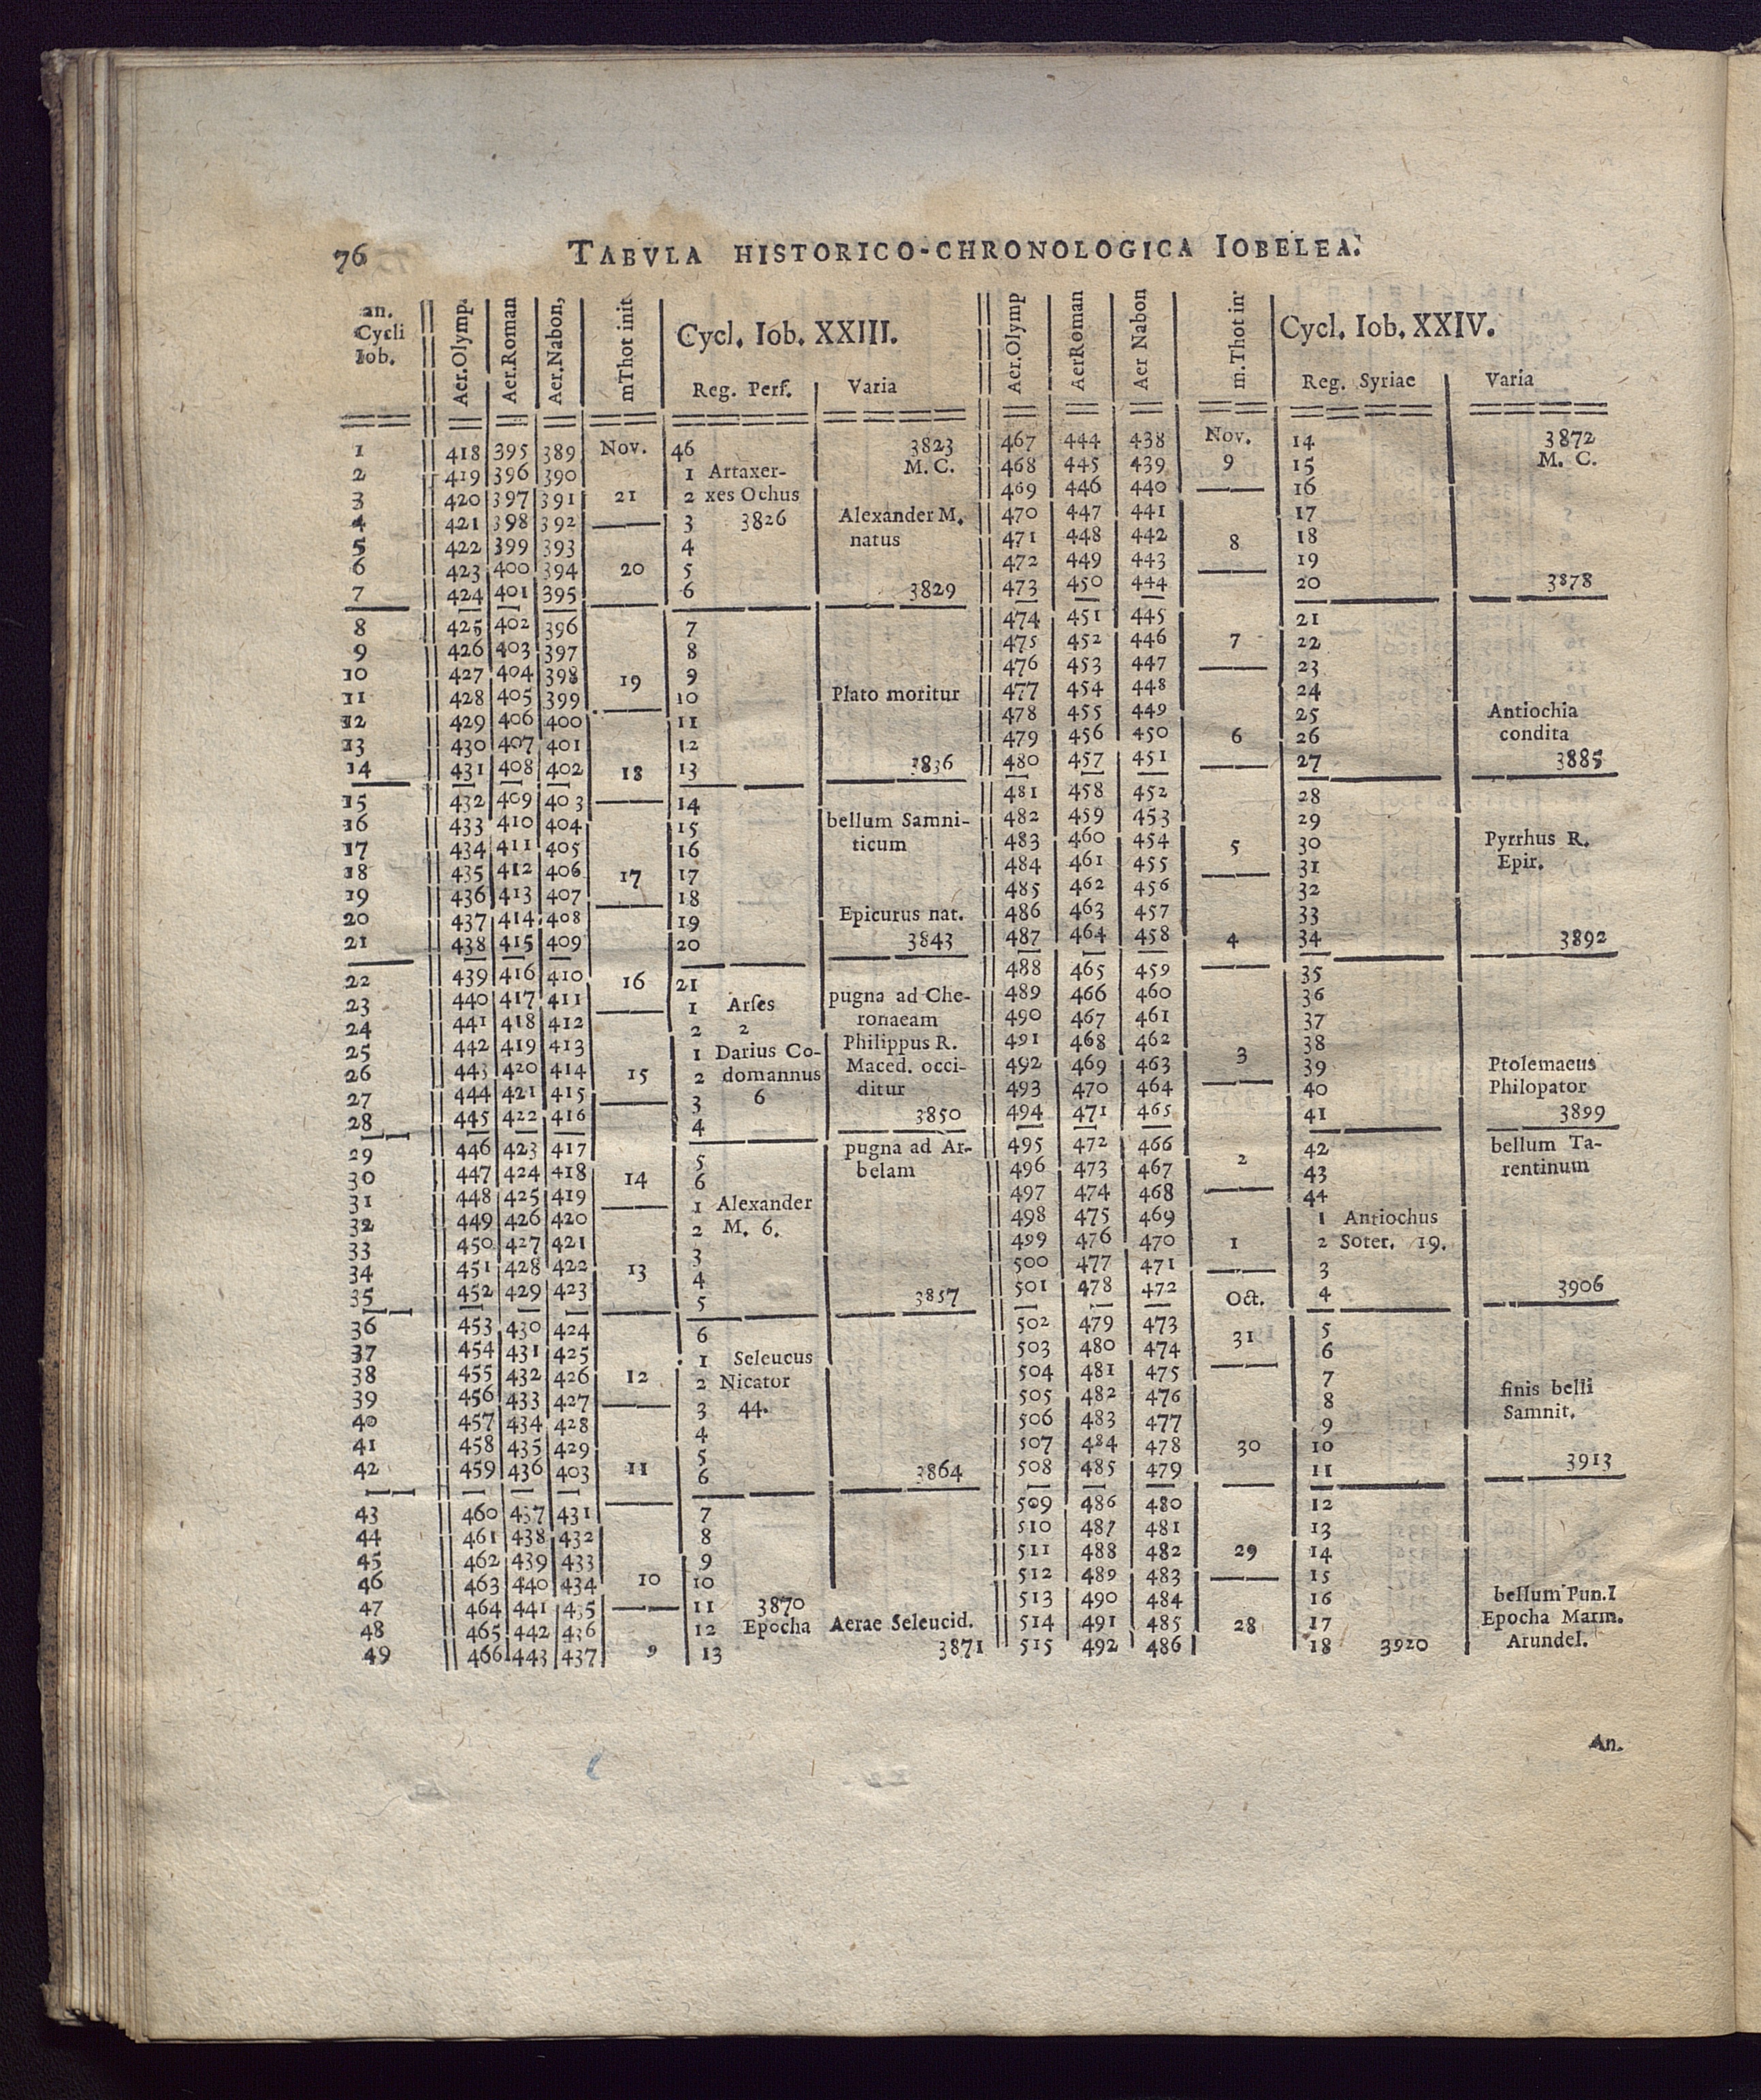 76 TABVLA HISTORICO-CHRONOLOGICA IOBELEA.
an. Cycli Iob. Aer.Olymp. Aer.Roman Aer.Nabon, mThot init Cycl. Iob. XXIII. Aer.Olymp AerRoman Aer Nabon m.Thot in. Cycl. Iob. XXIV.
Reg. Perſ. Varia Reg. Syriae Varia
1 418 395 389 Nov. 46 3823 467 444 438 Nov. 14 3872
2 419 396 390 1 Artaxer- M. C. 468 445 439 9 15 M. C.
3 420 397 391 21 2 xes Ochus 469 446 440 16
4 421 398 392 3 3826 Alexander M. 470 447 441 17
5 422 399 393 4 natus 471 448 442 8 18
6 423 400 394 20 5 472 449 443 19
7 424 401 395 6 3829 473 450 444 20 3878
8 425 402 396 7 474 451 445 21
9 426 403 397 8 475 452 446 7 22
10 427 404 398 19 9 476 453 447 23
11 428 405 399 10 Plato moritur 477 454 448 24
12 429 406 400 11 478 455 449 25 Antiochia
13 430 407 401 12 479 456 450 6 26 condita
14 431 408 402 18 13 3836 480 457 451 27 3885
15 432 409 403 14 481 458 452 28
16 433 410 404 15 bellum Samni- 482 459 453 29
17 434 411 405 16 ticum 483 460 454 5 30 Pyrrhus R.
18 435 412 406 17 17 484 461 455 31 Epir.
19 436 413 407 18 485 462 456 32
20 437 414 408 19 Epicurus nat. 486 463 457 33
21 438 415 409 20 3843 487 464 458 4 34 3892
22 439 416 410 16 21 488 465 459 35
23 440 417 411 1 Arſes pugna ad Che- 489 466 460 36
24 441 418 412 2 2 ronaeam 490 467 461 37
25 442 419 413 1 Darius Co- Philippus R. 491 468 462 38
26 443 420 414 15 2 domannus Maced. occi- 492 469 463 3 39 Ptolemaeus
27 444 421 415 3 6 ditur 493 470 464 40 Philopator
28 445 422 416 4 3850 494 471 465 41 3899
29 446 423 417 5 pugna ad Ar- 495 472 466 42 bellum Ta-
30 447 424 418 14 6 belam 496 473 467 2 43 rentinum
31 448 425 419 1 Alexander 497 474 468 44
32 449 426 420 2 M. 6. 498 475 469 1 Antiochus
33 450 427 421 3 499 476 470 1 2 Soter. 19.
34 451 428 422 13 4 500 477 471 3
35 452 429 423 5 3857 501 478 472 Oct. 4 3906
36 453 430 424 6 502 479 473 31 5
37 454 431 425 1 Seleucus 503 480 474 6
38 455 432 426 12 2 Nicator 504 481 475 7
39 456 433 427 3 44. 505 482 476 8 finis belli
40 457 434 428 4 506 483 477 9 Samnit.
41 458 435 429 5 507 484 478 30 10
42 459 436 403 11 6 3864 508 485 479 11 3913
43 460 437 431 7 509 486 480 12
44 461 438 432 8 510 487 481 13
45 462 439 433 9 511 488 482 29 14
46 463 440 434 10 10 512 489 483 15
47 464 441 435 11 3870 513 490 484 16 bellum Pun.I
48 465 442 436 12 Epocha Aerae Seleucid. 514 491 485 28 17 Epocha Marm.
49 466 443 437 9 13 3871 515 492 486 18 3920 Arundel.
An.